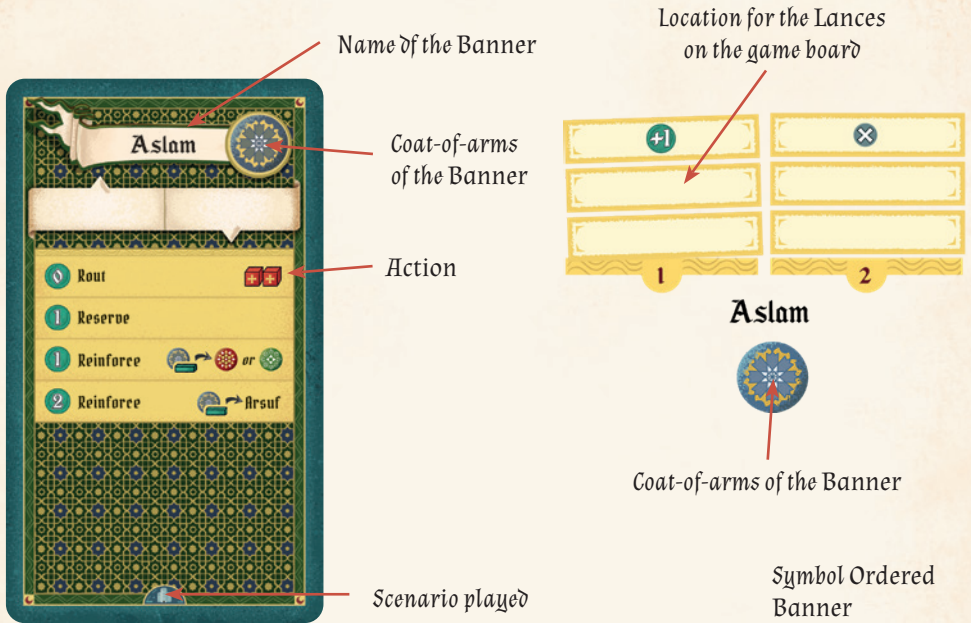 Location for the Lances
on the game board
Name of the Banner
Aslam
Coat-of-arms
of the Banner
+1
Action
0 Rout
1 Reserve
1 Reinforce or
2 Reinforce Arsuf
1
2
Aslam
Coat-of-arms of the Banner
Scenario played
Symbol Ordered
Banner